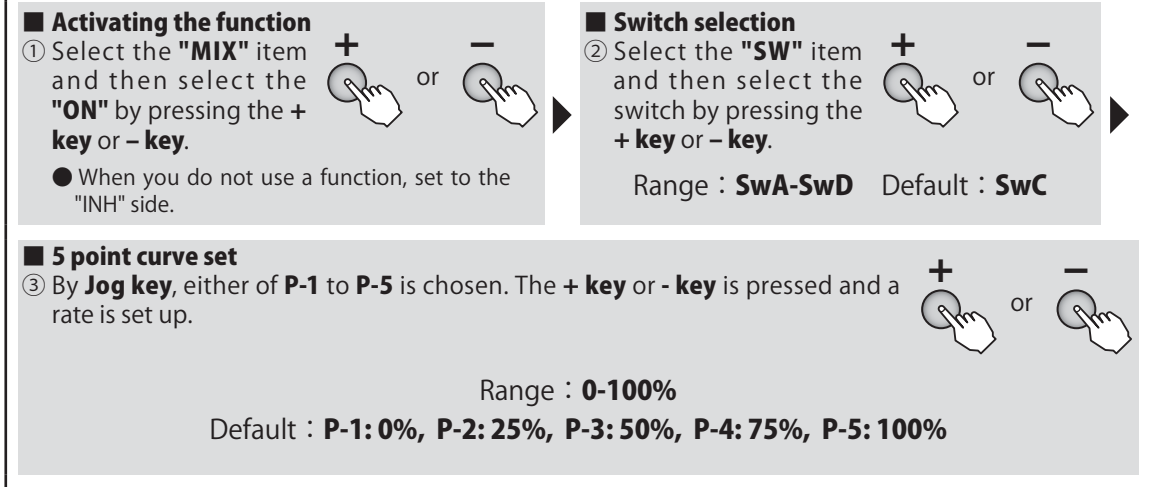 ■ Activating the function
① Select the "MIX" item
and then select the
"ON" by pressing the +
key or – key.
+ or –
● When you do not use a function, set to the
"INH" side.
■ Switch selection
② Select the "SW" item
and then select the
switch by pressing the
+ key or – key.
+ or –
Range：SwA-SwD Default：SwC
■ 5 point curve set
③ By Jog key, either of P-1 to P-5 is chosen. The + key or - key is pressed and a
rate is set up.
+ or –
Range：0-100%
Default：P-1: 0%, P-2: 25%, P-3: 50%, P-4: 75%, P-5: 100%